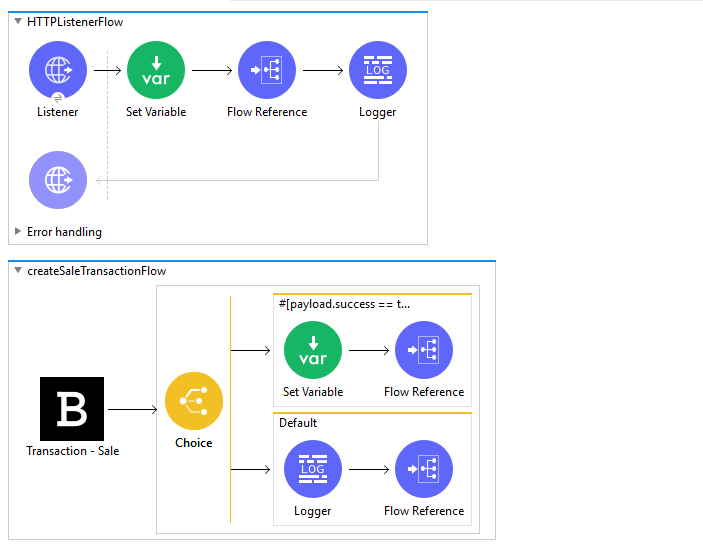 HTTPListenerFlow
var
LOG
Listener
Set Variable
Flow Reference
Logger
Error handling
createSaleTransactionFlow
#[payload.success == t...
var
Set Variable
Flow Reference
B
Transaction - Sale
Choice
Default
LOG
Logger
Flow Reference